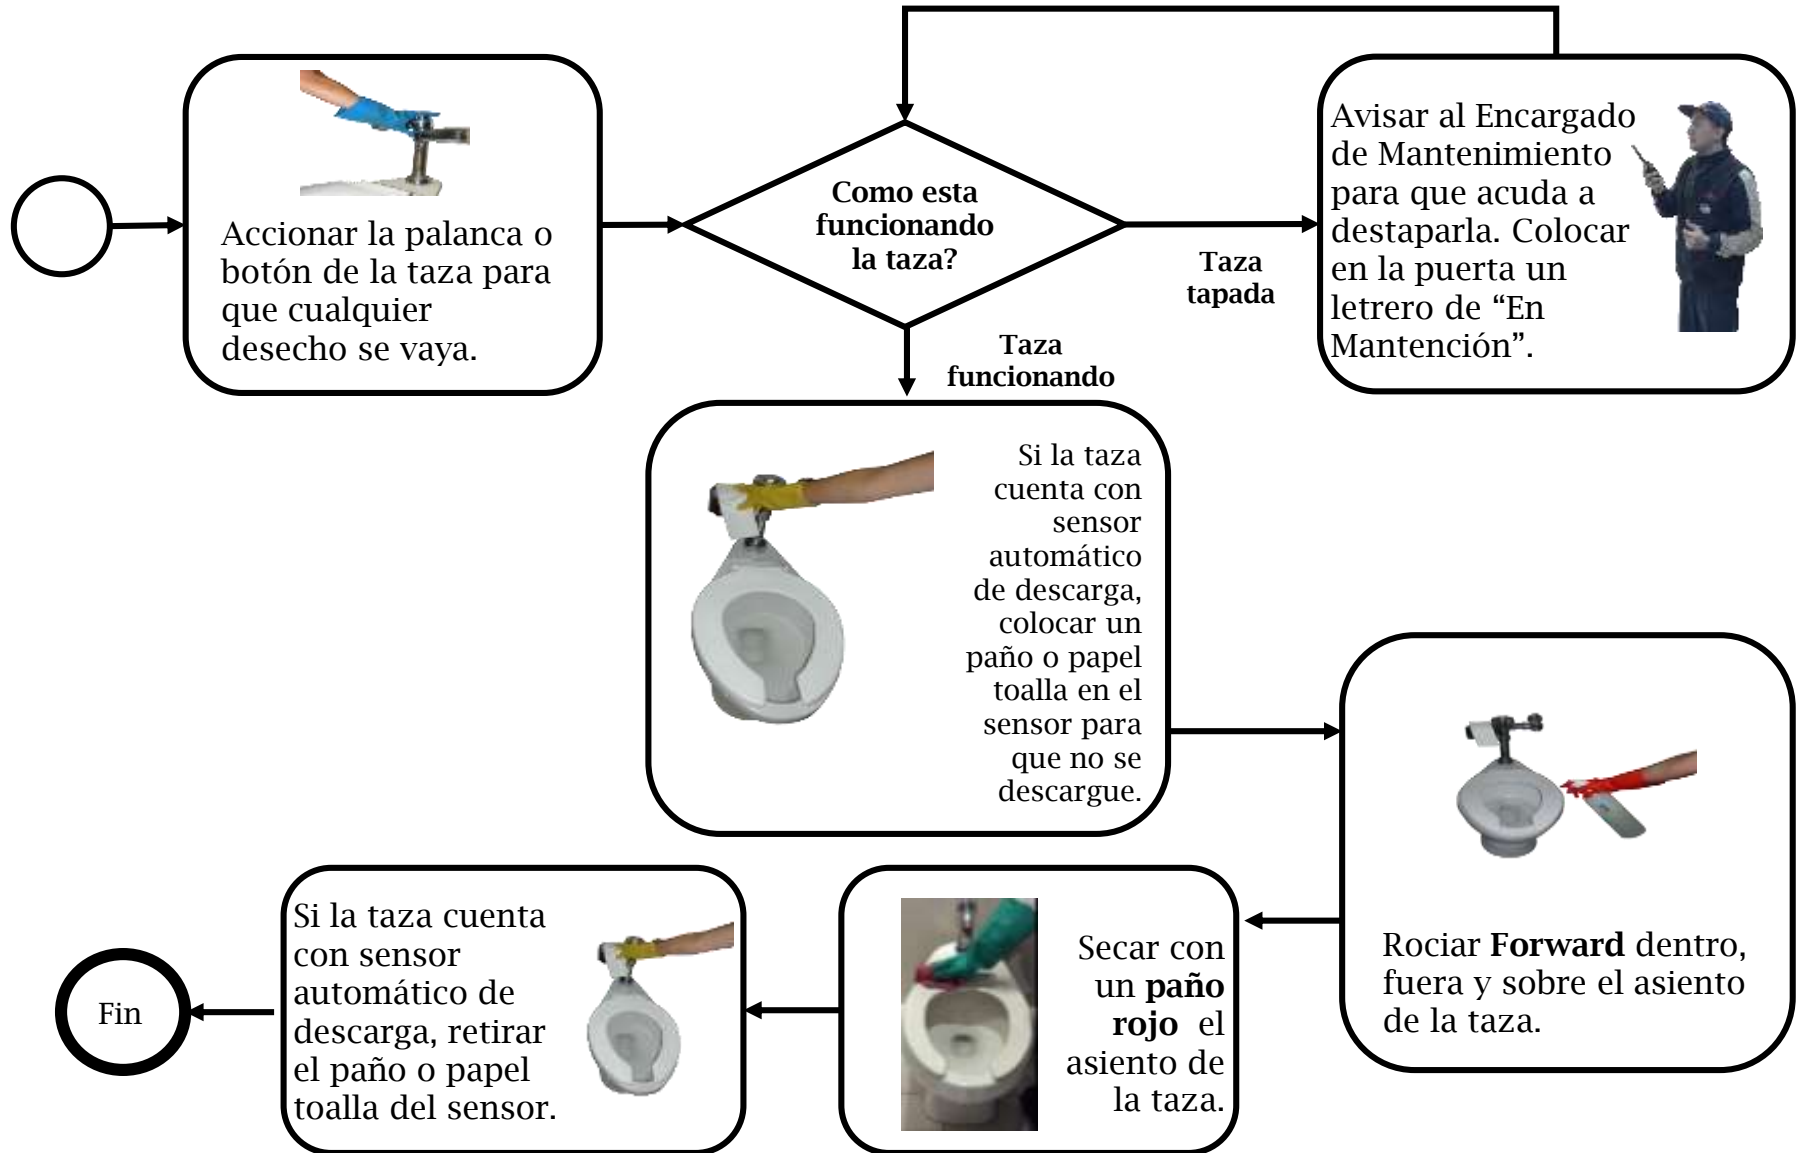 Accionar la palanca o
botón de la taza para
que cualquier
desecho se vaya.
Como esta
funcionando
la taza?
Taza
tapada
Avisar al Encargado
de Mantenimiento
para que acuda a
destaparla. Colocar
en la puerta un
letrero de “En
Mantención”.
Taza
funcionando
Si la taza
cuenta con
sensor
automático
de descarga,
colocar un
paño o papel
toalla en el
sensor para
que no se
descargue.
Rociar Forward dentro,
fuera y sobre el asiento
de la taza.
Secar con
un paño
rojo el
asiento de
la taza.
Si la taza cuenta
con sensor
automático de
descarga, retirar
el paño o papel
toalla del sensor.
Fin